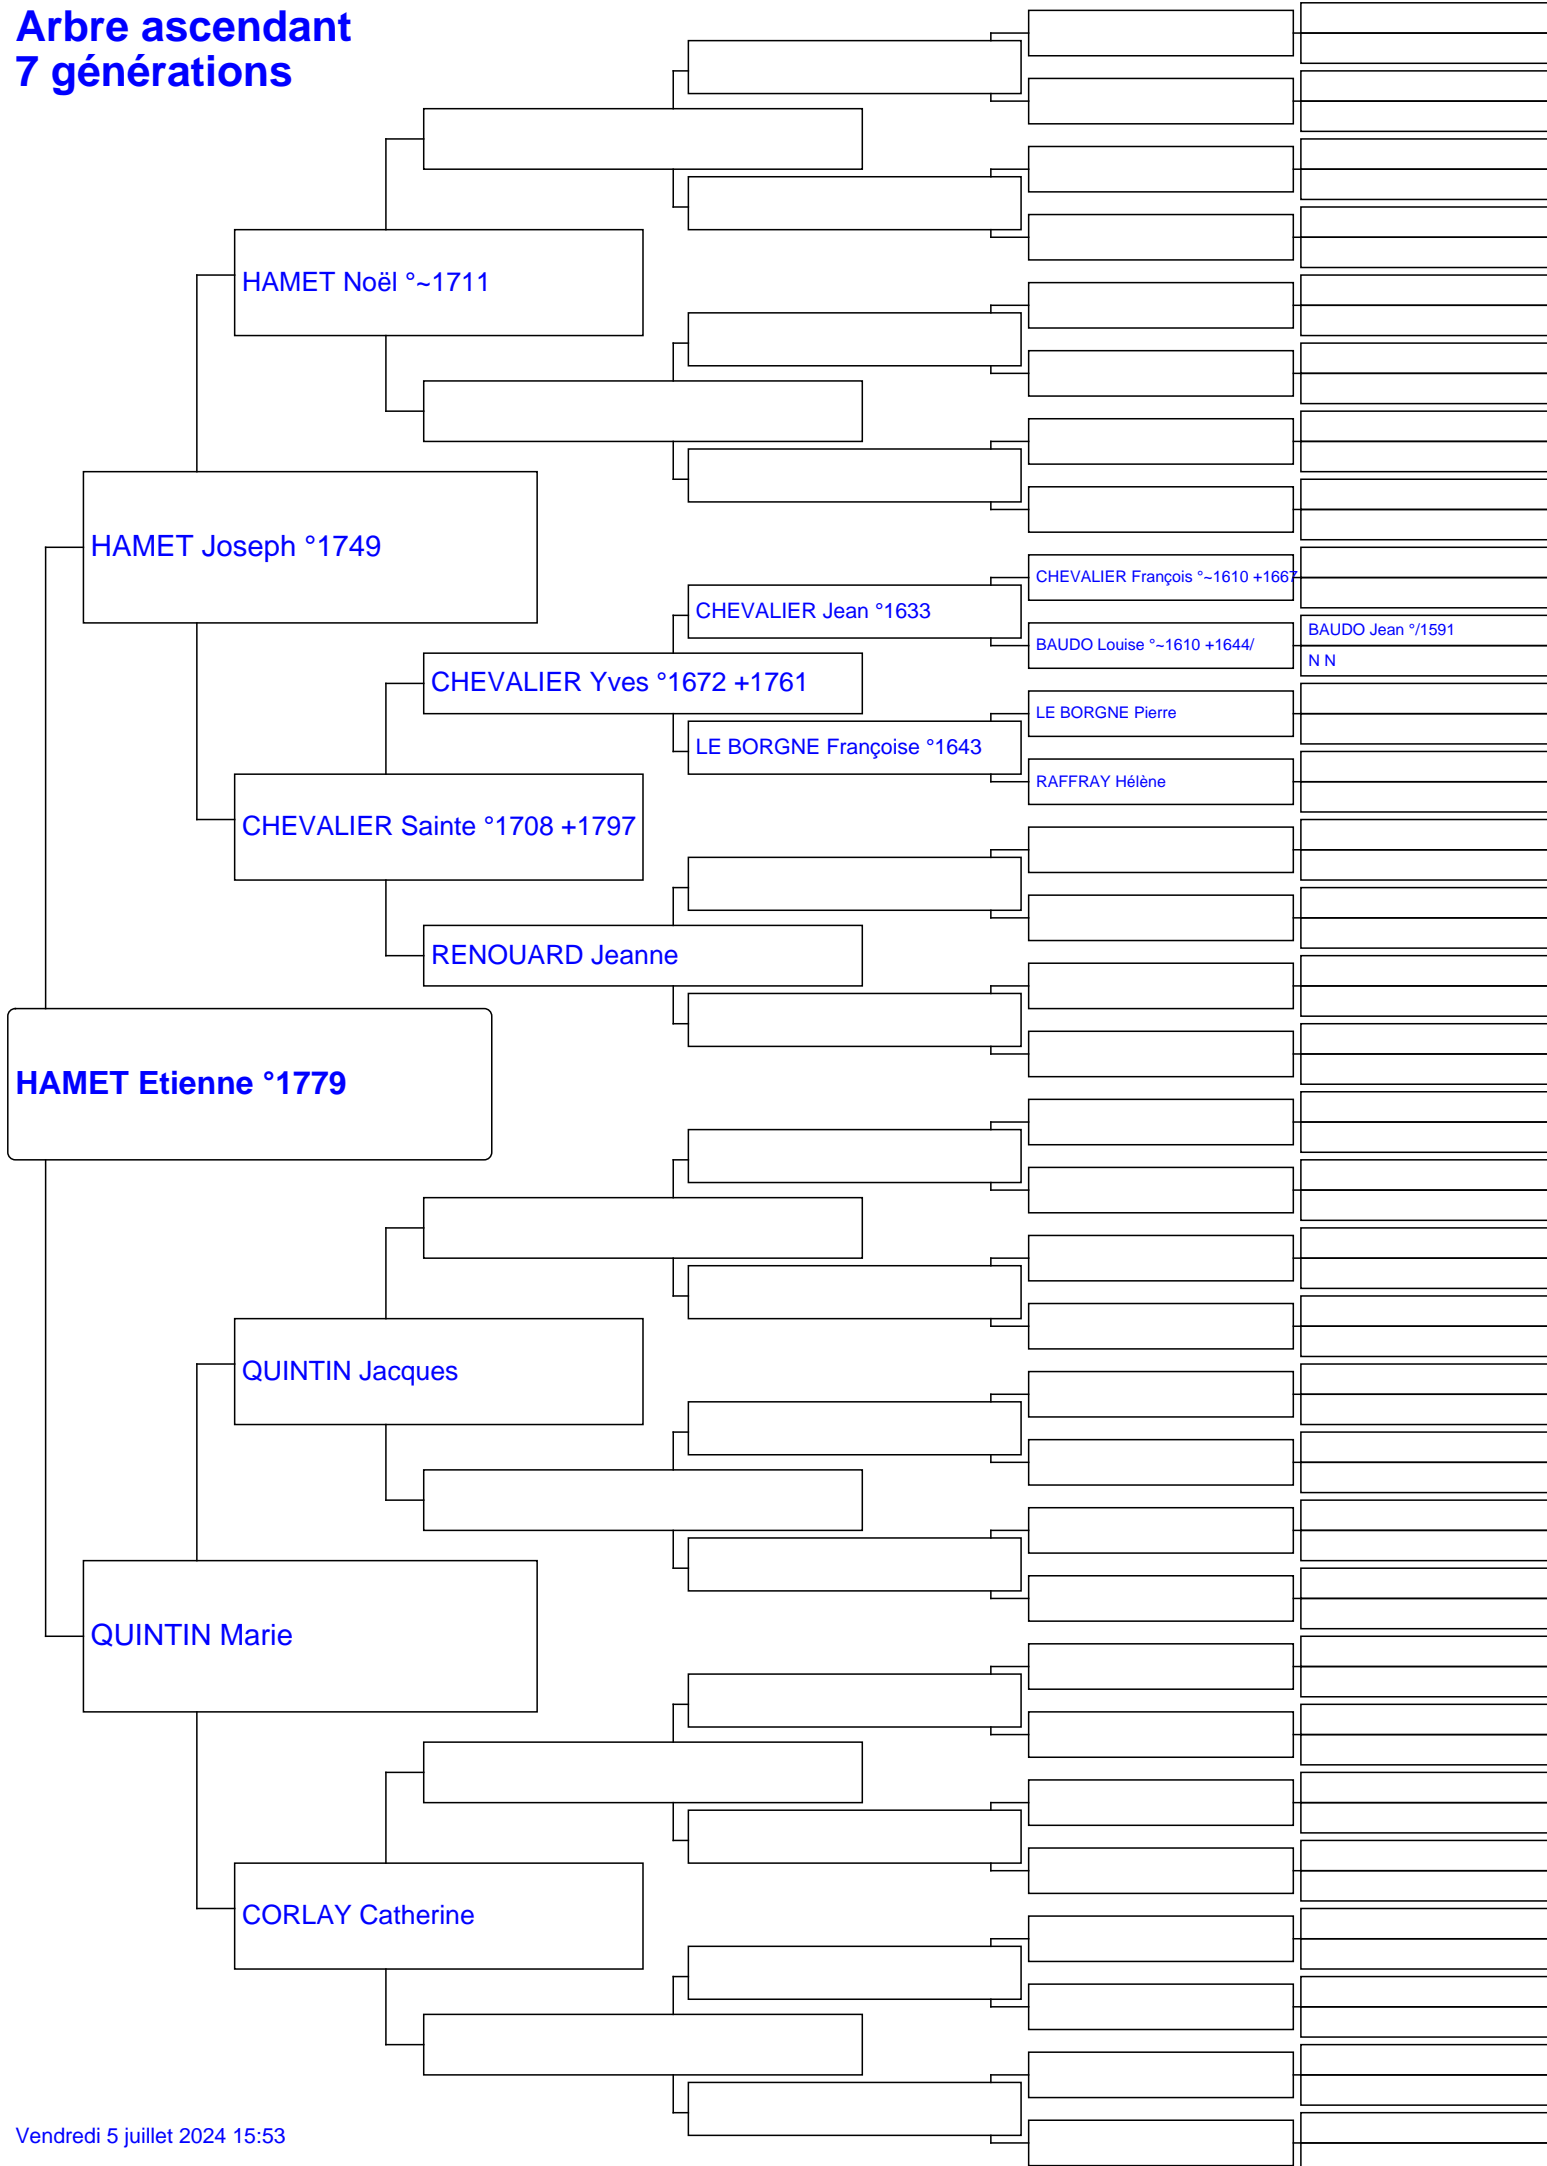 Arbre ascendant
7 générations
HAMET Noël °~1711
HAMET Joseph °1749
CHEVALIER François °~1610 +1667
CHEVALIER Jean °1633
BAUDO Jean °/1591
BAUDO Louise °~1610 +1644/
N N
CHEVALIER Yves °1672 +1761
LE BORGNE Pierre
LE BORGNE Françoise °1643
RAFFRAY Hélène
CHEVALIER Sainte °1708 +1797
RENOUARD Jeanne
HAMET Etienne °1779
QUINTIN Jacques
QUINTIN Marie
CORLAY Catherine
Vendredi 5 juillet 2024 15:53